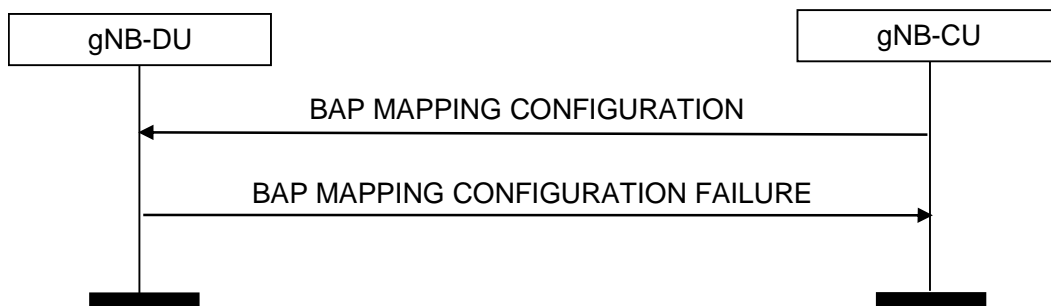 gNB-DU
gNB-CU
BAP MAPPING CONFIGURATION
BAP MAPPING CONFIGURATION FAILURE